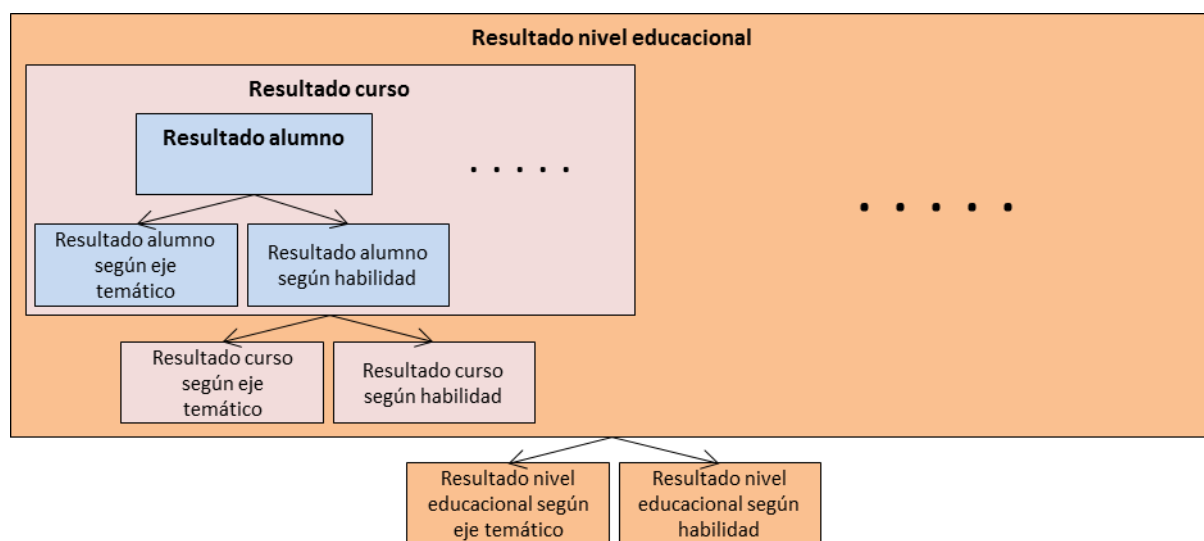 Resultado nivel educacional
Resultado curso
Resultado alumno
. . . . .
. . . . .
Resultado alumno
según eje
temático
Resultado alumno
según habilidad
Resultado curso
según eje
temático
Resultado curso
según habilidad
Resultado nivel
educacional según
eje temático
Resultado nivel
educacional según
habilidad